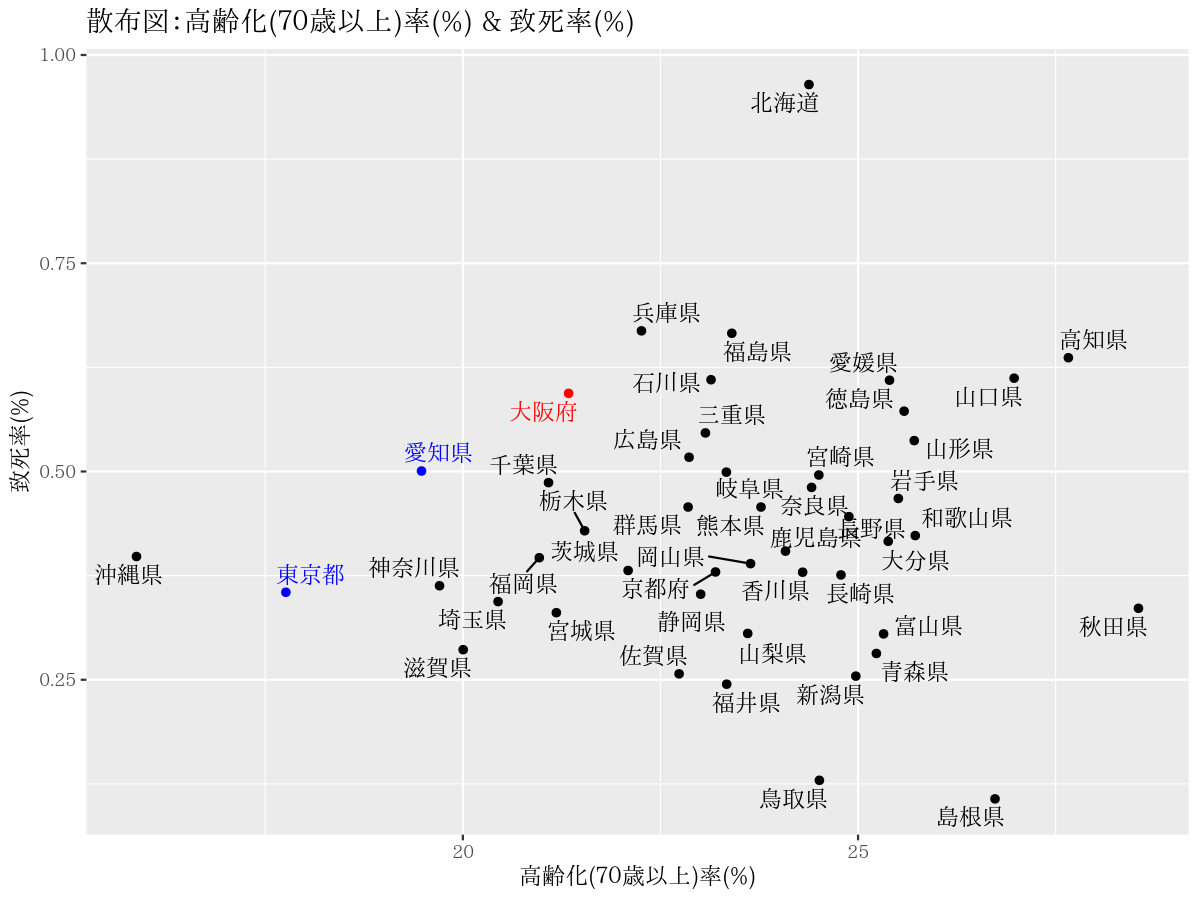 散布図:高齢化(70歳以上)率(%) & 致死率(%)
1.00
北海道
0.75
兵庫県
福島県
高知県
愛媛県
石川県
山口県
徳島県
大阪府
三重県
広島県
山形県
愛知県
宮崎県
千葉県
0.50
致死率(%)
岐阜県
岩手県
栃木県
奈良県
和歌山県
群馬県
熊本県
長野県
鹿児島県
茨城県
岡山県
大分県
神奈川県
沖縄県
東京都
福岡県
京都府
香川県
長崎県
埼玉県
静岡県
宮城県
富山県
秋田県
佐賀県
山梨県
滋賀県
青森県
0.25
福井県
新潟県
鳥取県
島根県
20
25
高齢化(70歳以上)率(%)